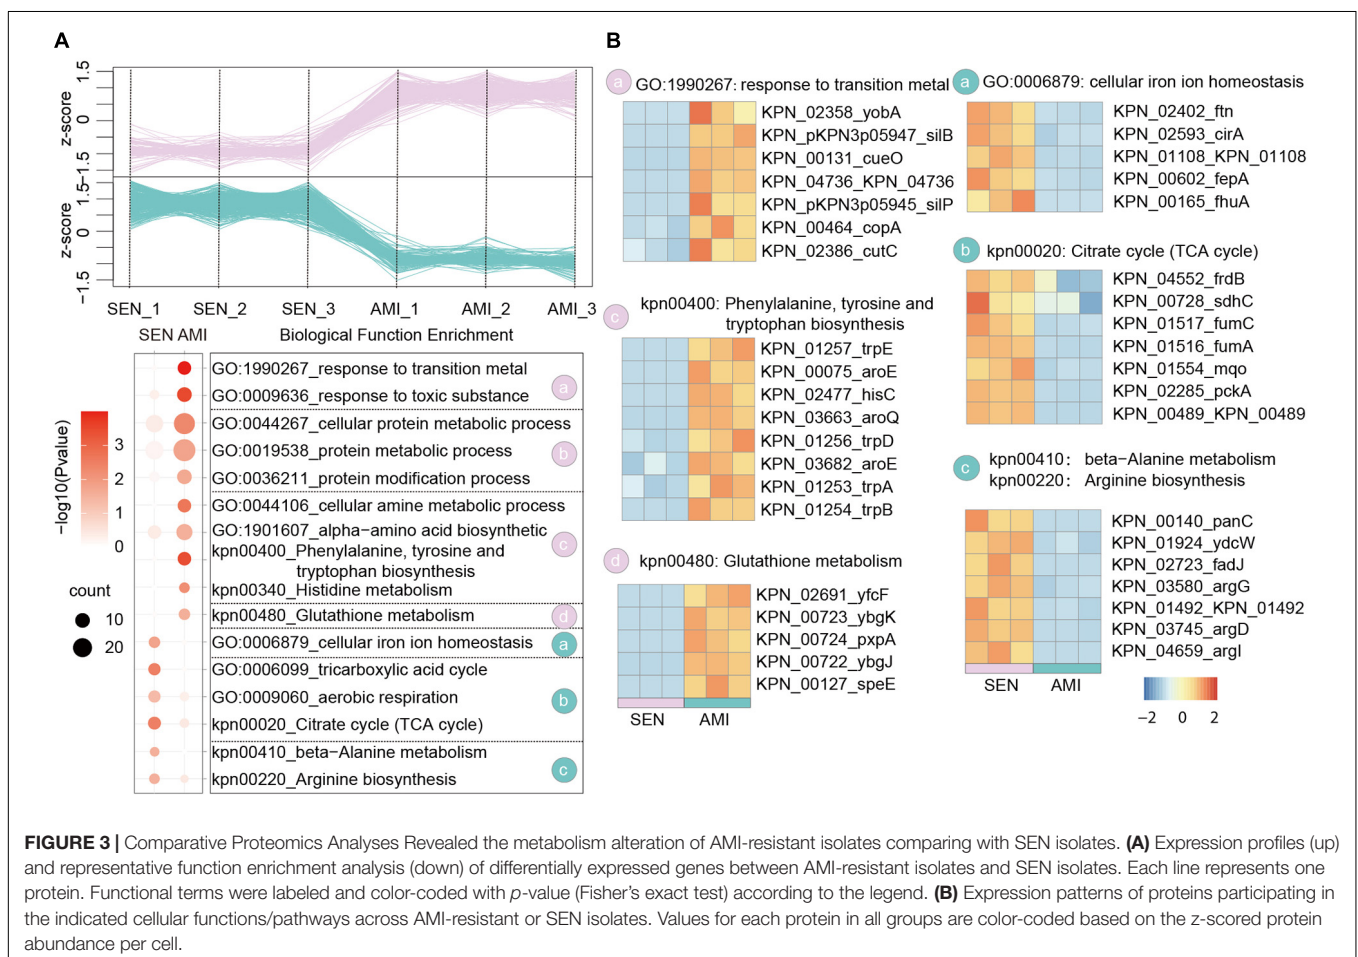 A
1.5
0
−1.5
z-score
1.5
0
−1.5
z-score
SEN_1
SEN_2
SEN_3
AMI_1
AMI_2
AMI_3
SEN AMI
Biological Function Enrichment
GO:1990267_response to transition metal
GO:0009636_response to toxic substance
a
GO:0044267_cellular protein metabolic process
GO:0019538_protein metabolic process
b
GO:0036211_protein modification process
GO:0044106_cellular amine metabolic process
GO:1901607_alpha−amino acid biosynthetic
c
kpn00400_Phenylalanine, tyrosine and
tryptophan biosynthesis
kpn00340_Histidine metabolism
kpn00480_Glutathione metabolism
d
GO:0006879_cellular iron ion homeostasis
a
GO:0006099_tricarboxylic acid cycle
GO:0009060_aerobic respiration
b
kpn00020_Citrate cycle (TCA cycle)
kpn00410_beta−Alanine metabolism
c
kpn00220_Arginine biosynthesis
−log10(Pvalue)
3
2
1
0
count
10
20
B
a
GO:1990267: response to transition metal
KPN_02358_yobA
KPN_pKPN3p05947_silB
KPN_00131_cueO
KPN_04736_KPN_04736
KPN_pKPN3p05945_silP
KPN_00464_copA
KPN_02386_cutC
c
kpn00400: Phenylalanine, tyrosine and
tryptophan biosynthesis
KPN_01257_trpE
KPN_00075_aroE
KPN_02477_hisC
KPN_03663_aroQ
KPN_01256_trpD
KPN_03682_aroE
KPN_01253_trpA
KPN_01254_trpB
d
kpn00480: Glutathione metabolism
KPN_02691_yfcF
KPN_00723_ybgK
KPN_00724_pxpA
KPN_00722_ybgJ
KPN_00127_speE
SEN
AMI
a
GO:0006879: cellular iron ion homeostasis
KPN_02402_ftn
KPN_02593_cirA
KPN_01108_KPN_01108
KPN_00602_fepA
KPN_00165_fhuA
b
kpn00020: Citrate cycle (TCA cycle)
KPN_04552_frdB
KPN_00728_sdhC
KPN_01517_fumC
KPN_01516_fumA
KPN_01554_mqo
KPN_02285_pckA
KPN_00489_KPN_00489
c
kpn00410: beta−Alanine metabolism
kpn00220: Arginine biosynthesis
KPN_00140_panC
KPN_01924_ydcW
KPN_02723_fadJ
KPN_03580_argG
KPN_01492_KPN_01492
KPN_03745_argD
KPN_04659_argI
SEN
AMI
−2 0 2
FIGURE 3 | Comparative Proteomics Analyses Revealed the metabolism alteration of AMI-resistant isolates comparing with SEN isolates. (A) Expression profiles (up)
and representative function enrichment analysis (down) of differentially expressed genes between AMI-resistant isolates and SEN isolates. Each line represents one
protein. Functional terms were labeled and color-coded with p-value (Fisher's exact test) according to the legend. (B) Expression patterns of proteins participating in
the indicated cellular functions/pathways across AMI-resistant or SEN isolates. Values for each protein in all groups are color-coded based on the z-scored protein
abundance per cell.